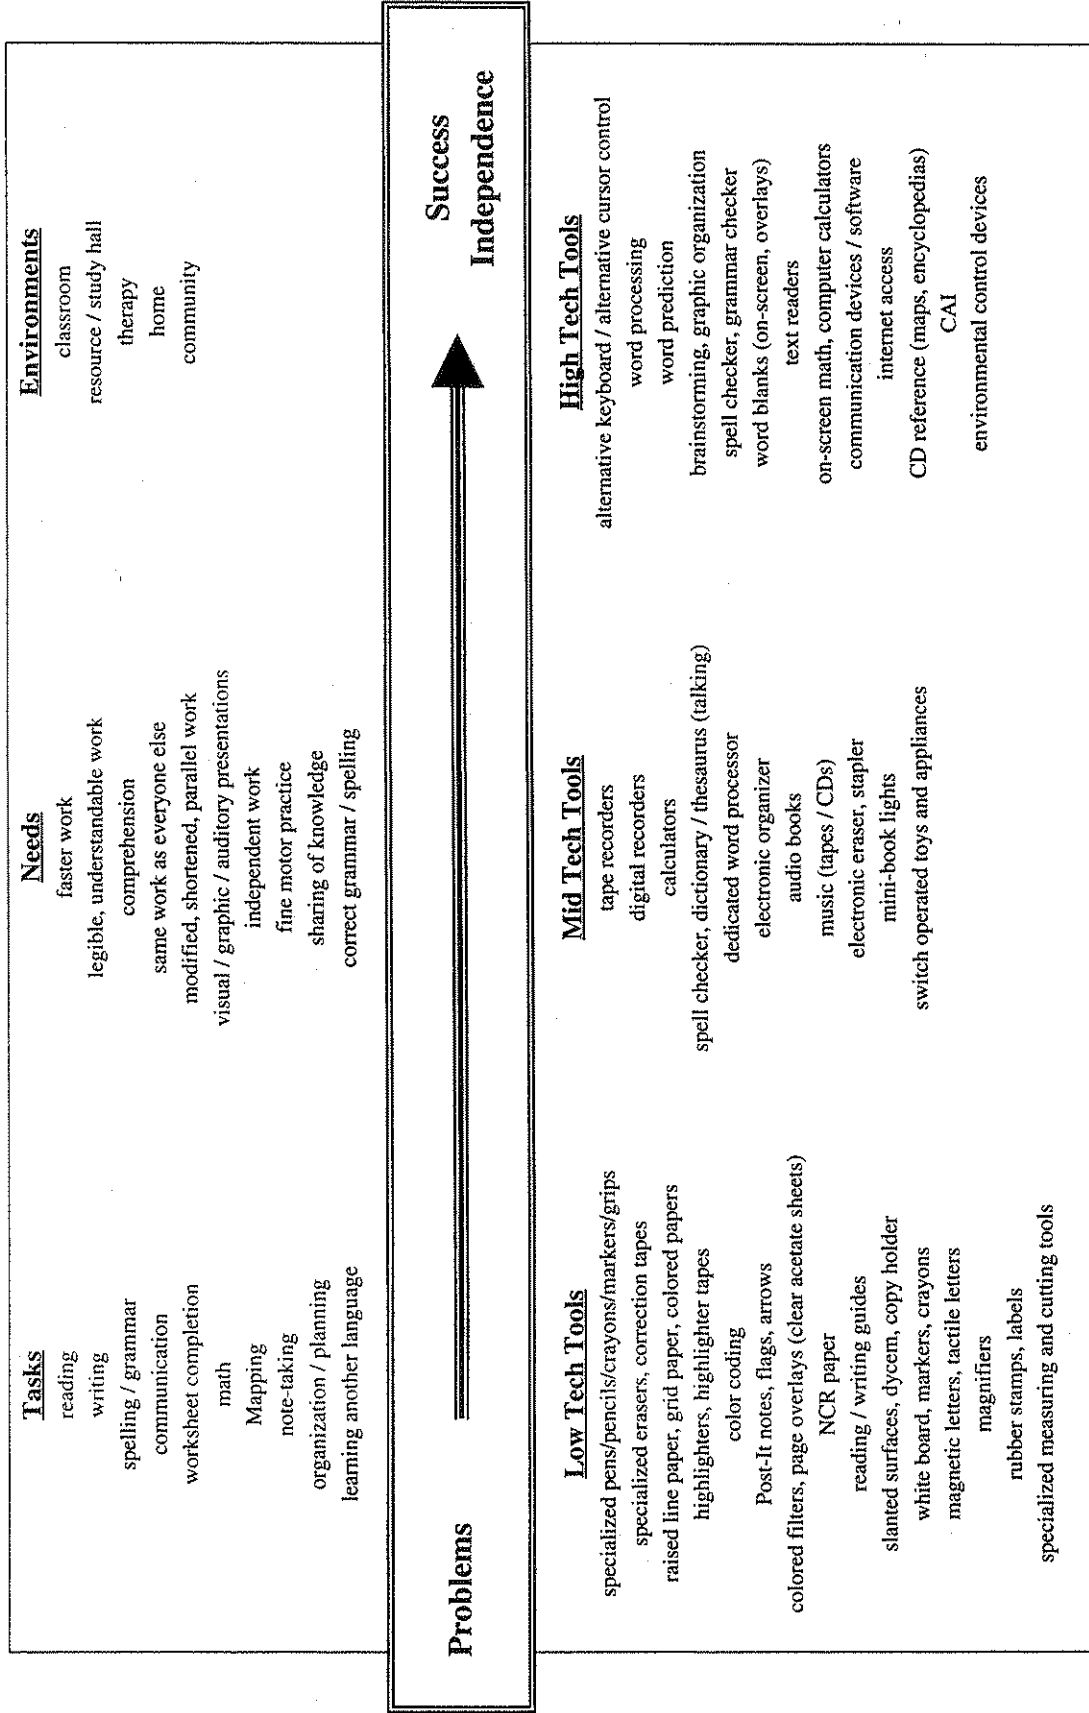 Tasks
reading
writing
spelling / grammar
communication
worksheet completion
math
Mapping
note-taking
organization / planning
learning another language
Needs
faster work
legible, understandable work
comprehension
same work as everyone else
modified, shortened, parallel work
visual / graphic / auditory presentations
independent work
fine motor practice
sharing of knowledge
correct grammar / spelling
Environments
classroom
resource / study hall
therapy
home
community
Problems
Success
Independence
Low Tech Tools
specialized pens/pencils/crayons/markers/grips
specialized erasers, correction tapes
raised line paper, grid paper, colored papers
highlighters, highlighter tapes
color coding
Post-It notes, flags, arrows
colored filters, page overlays (clear acetate sheets)
NCR paper
reading / writing guides
slanted surfaces, dycem, copy holder
white board, markers, crayons
magnetic letters, tactile letters
magnifiers
rubber stamps, labels
specialized measuring and cutting tools
Mid Tech Tools
tape recorders
digital recorders
calculators
spell checker, dictionary / thesaurus (talking)
dedicated word processor
electronic organizer
audio books
music (tapes / CDs)
electronic eraser, stapler
mini-book lights
switch operated toys and appliances
High Tech Tools
alternative keyboard / alternative cursor control
word processing
word prediction
brainstorming, graphic organization
spell checker, grammar checker
word blanks (on-screen, overlays)
text readers
on-screen math, computer calculators
communication devices / software
internet access
CD reference (maps, encyclopedias)
CAI
environmental control devices